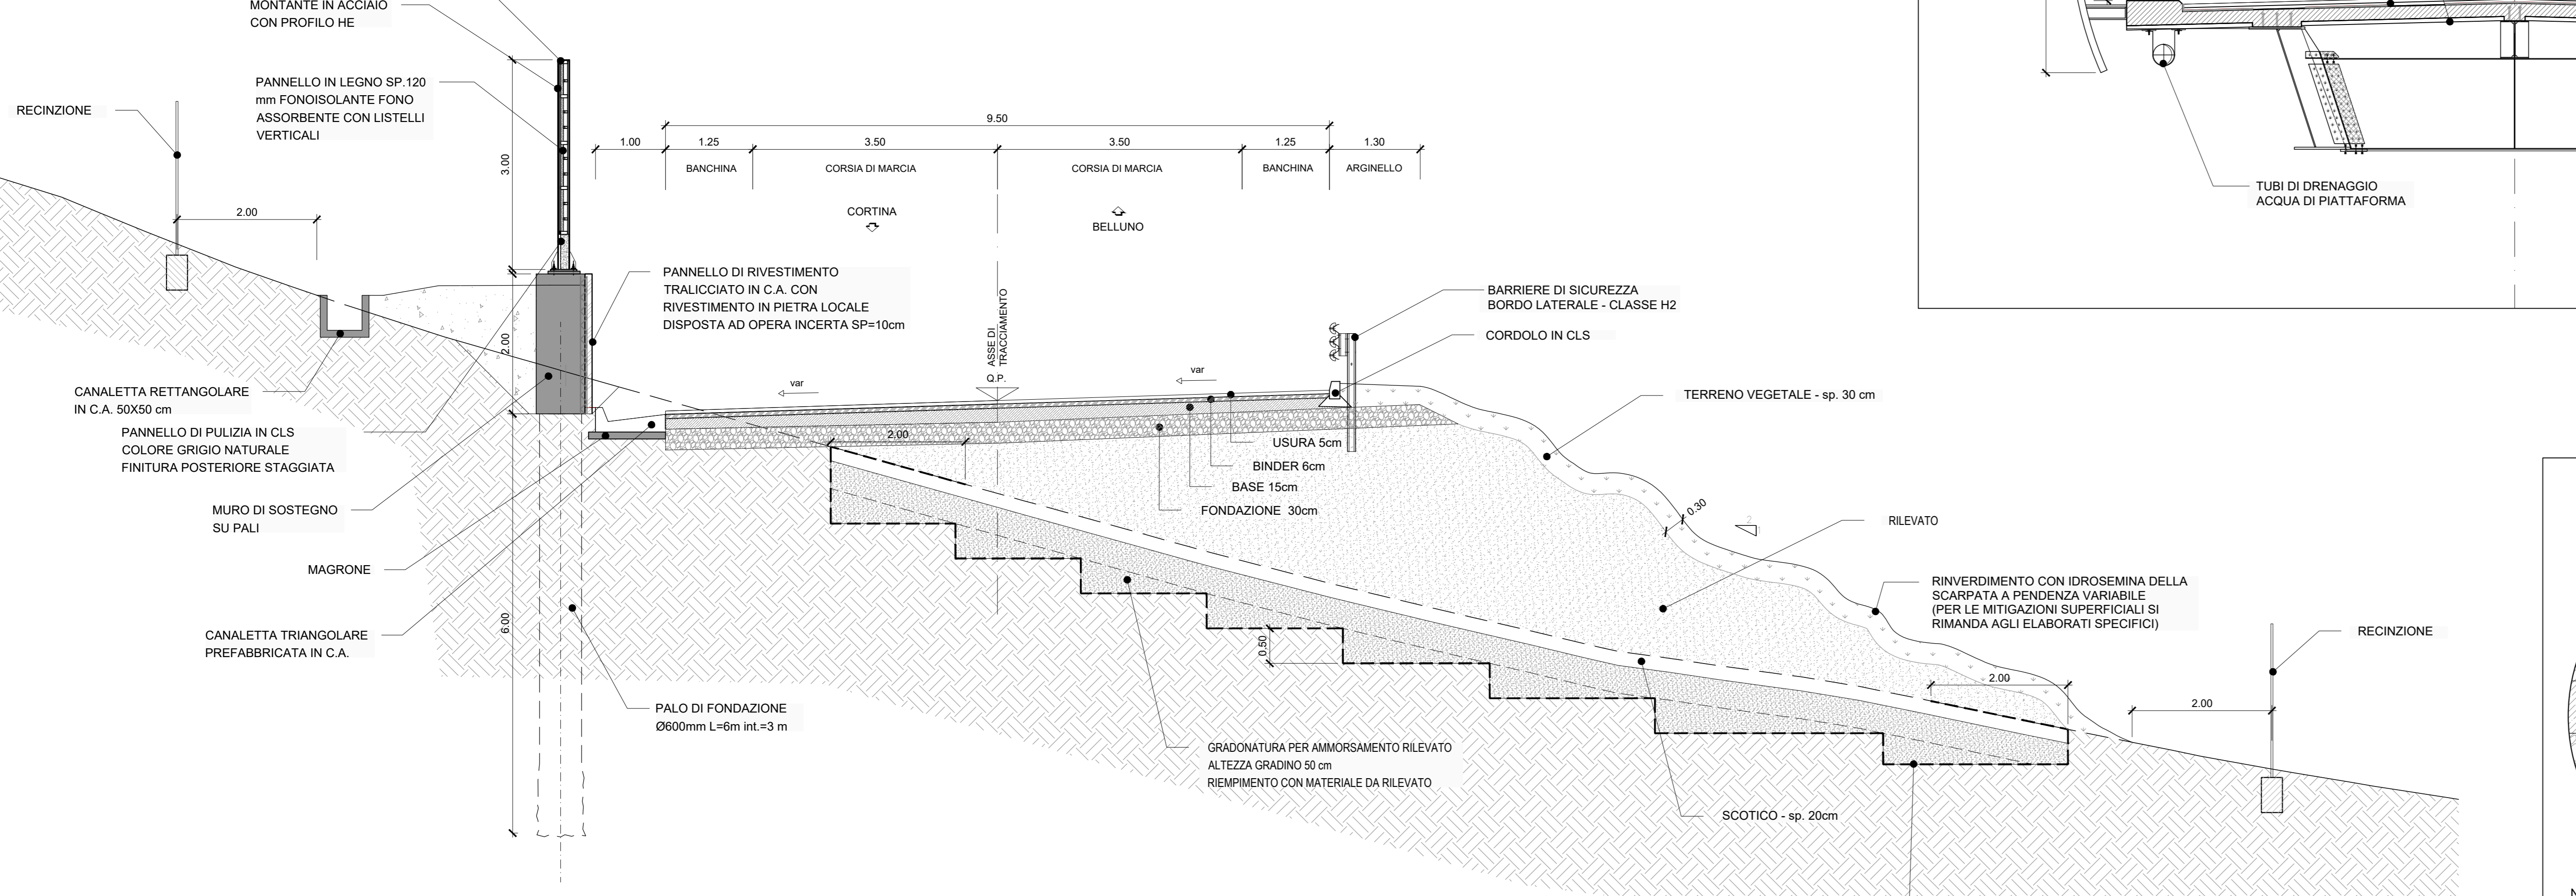 MONTANTE IN ACCIAIO
CON PROFILO HE
PANNELLO IN LEGNO SP.120
mm FONOISOLANTE FONO
ASSORBENTE CON LISTELLI
VERTICALI
RECINZIONE
2.00
3.00
2.00
6.00
9.50
1.00
1.25
3.50
3.50
1.25
1.30
BANCHINA
CORSIA DI MARCIA
CORSIA DI MARCIA
BANCHINA
ARGINELLO
CORTINA
BELLUNO
PANNELLO DI RIVESTIMENTO
TRALICCIATO IN C.A. CON
RIVESTIMENTO IN PIETRA LOCALE
DISPOSTA AD OPERA INCERTA SP=10cm
ASSE DI
TRACCIAMENTO
Q.P.
var
var
BARRIERE DI SICUREZZA
BORDO LATERALE - CLASSE H2
CORDOLO IN CLS
TERRENO VEGETALE - sp. 30 cm
TUBI DI DRENAGGIO
ACQUA DI PIATTAFORMA
CANALETTA RETTANGOLARE
IN C.A. 50X50 cm
PANNELLO DI PULIZIA IN CLS
COLORE GRIGIO NATURALE
FINITURA POSTERIORE STAGGIATA
MURO DI SOSTEGNO
SU PALI
MAGRONE
CANALETTA TRIANGOLARE
PREFABBRICATA IN C.A.
2.00
USURA 5cm
BINDER 6cm
BASE 15cm
FONDAZIONE 30cm
0.30
2
RILEVATO
RINVERDIMENTO CON IDROSEMINA DELLA
SCARPATA A PENDENZA VARIABILE
(PER LE MITIGAZIONI SUPERFICIALI SI
RIMANDA AGLI ELABORATI SPECIFICI)
RECINZIONE
0.50
2.00
2.00
PALO DI FONDAZIONE
Ø600mm L=6m int.=3 m
GRADONATURA PER AMMORSAMENTO RILEVATO
ALTEZZA GRADINO 50 cm
RIEMPIMENTO CON MATERIALE DA RILEVATO
SCOTICO - sp. 20cm